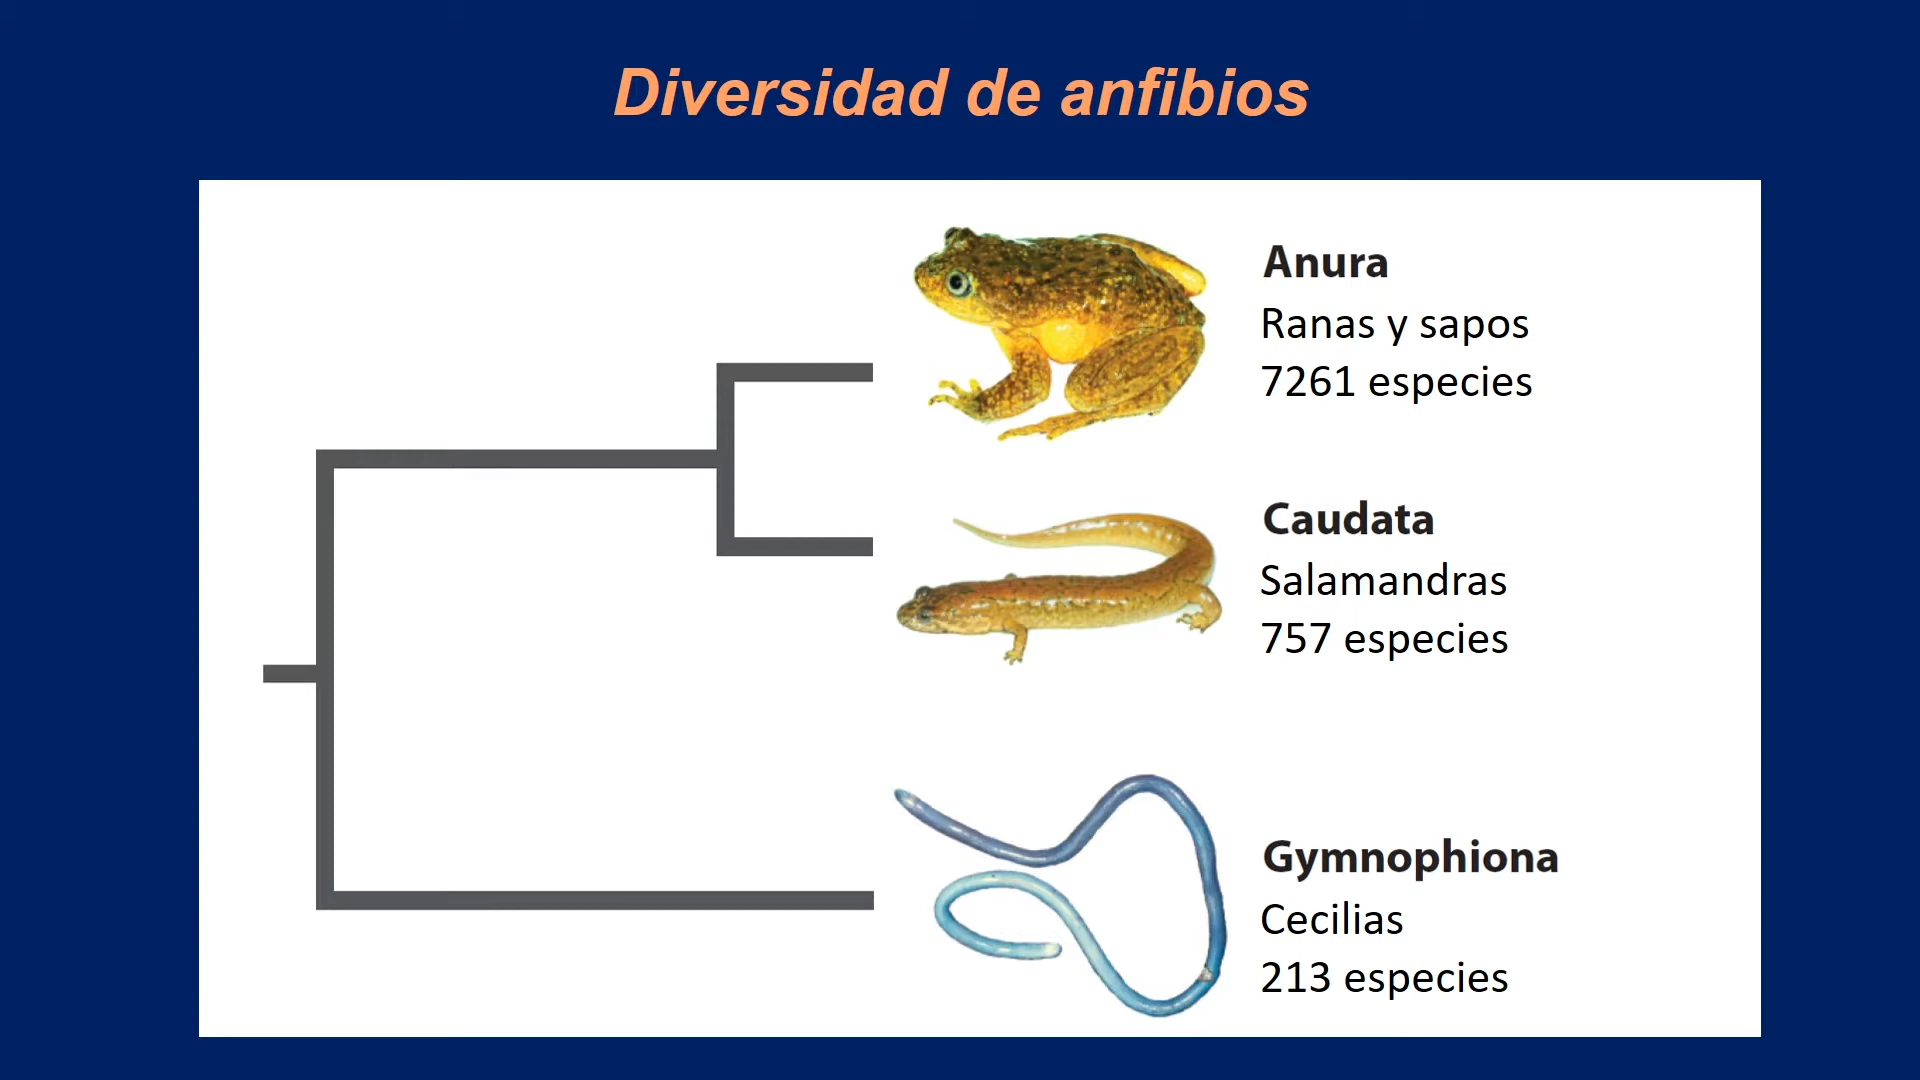 Diversidad de anfibios
Anura
Ranas y sapos
7261 especies
Caudata
Salamandras
757 especies
Gymnophiona
Cecilias
213 especies